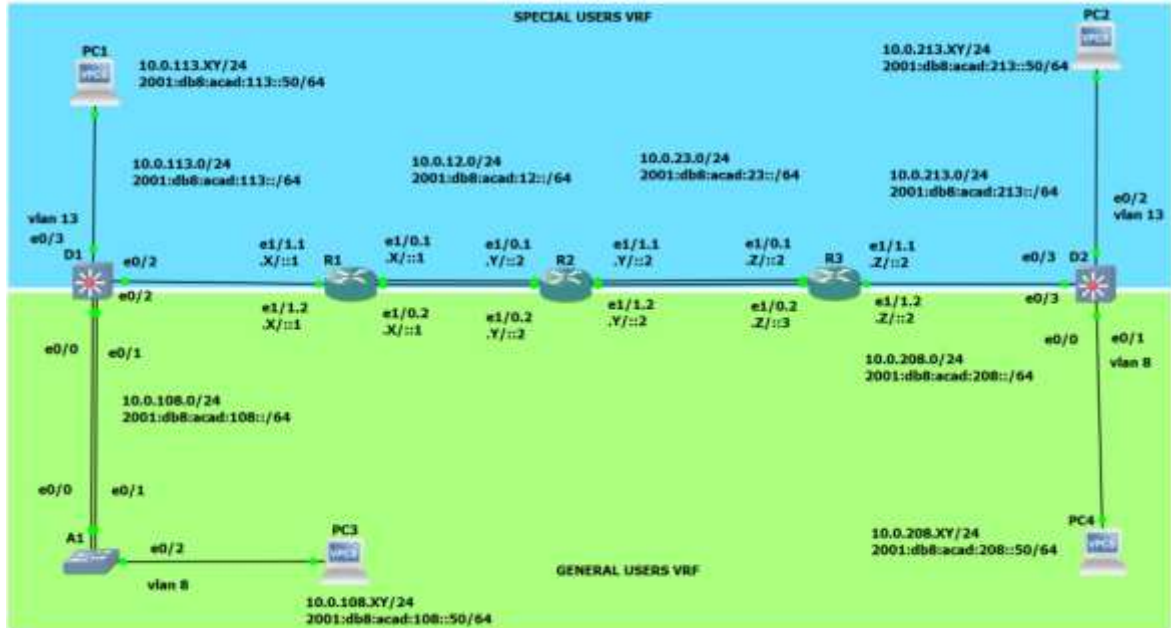 SPECIAL USERS VRF
PC1
10.0.113.XY/24
2001:db8:acad:113::50/64
PC2
10.0.213.XY/24
2001:db8:acad:213::50/64
10.0.113.0/24
2001:db8:acad:113::/64
10.0.12.0/24
2001:db8:acad:12::/64
10.0.23.0/24
2001:db8:acad:23::/64
10.0.213.0/24
2001:db8:acad:213::/64
vlan 13
e0/3
D1
e0/2
e0/2
e1/1.1
.X/::1
R1
e1/0.1
.X/::1
e1/0.1
.Y/::2
R2
e1/1.1
.Y/::2
e1/0.1
.Z/::2
R3
e1/1.1
.Z/::2
e0/3
D2
e0/2
vlan 13
e1/1.2
.X/::1
e1/0.2
.X/::1
e1/0.2
.Y/::2
e1/1.2
.Y/::2
e1/0.2
.Z/::3
e1/1.2
.Z/::2
e0/3
e0/0
e0/1
vlan 8
e0/0
e0/1
10.0.108.0/24
2001:db8:acad:108::/64
10.0.208.0/24
2001:db8:acad:208::/64
e0/0
e0/1
A1
e0/2
vlan 8
PC3
10.0.108.XY/24
2001:db8:acad:108::50/64
PC4
10.0.208.XY/24
2001:db8:acad:208::50/64
GENERAL USERS VRF